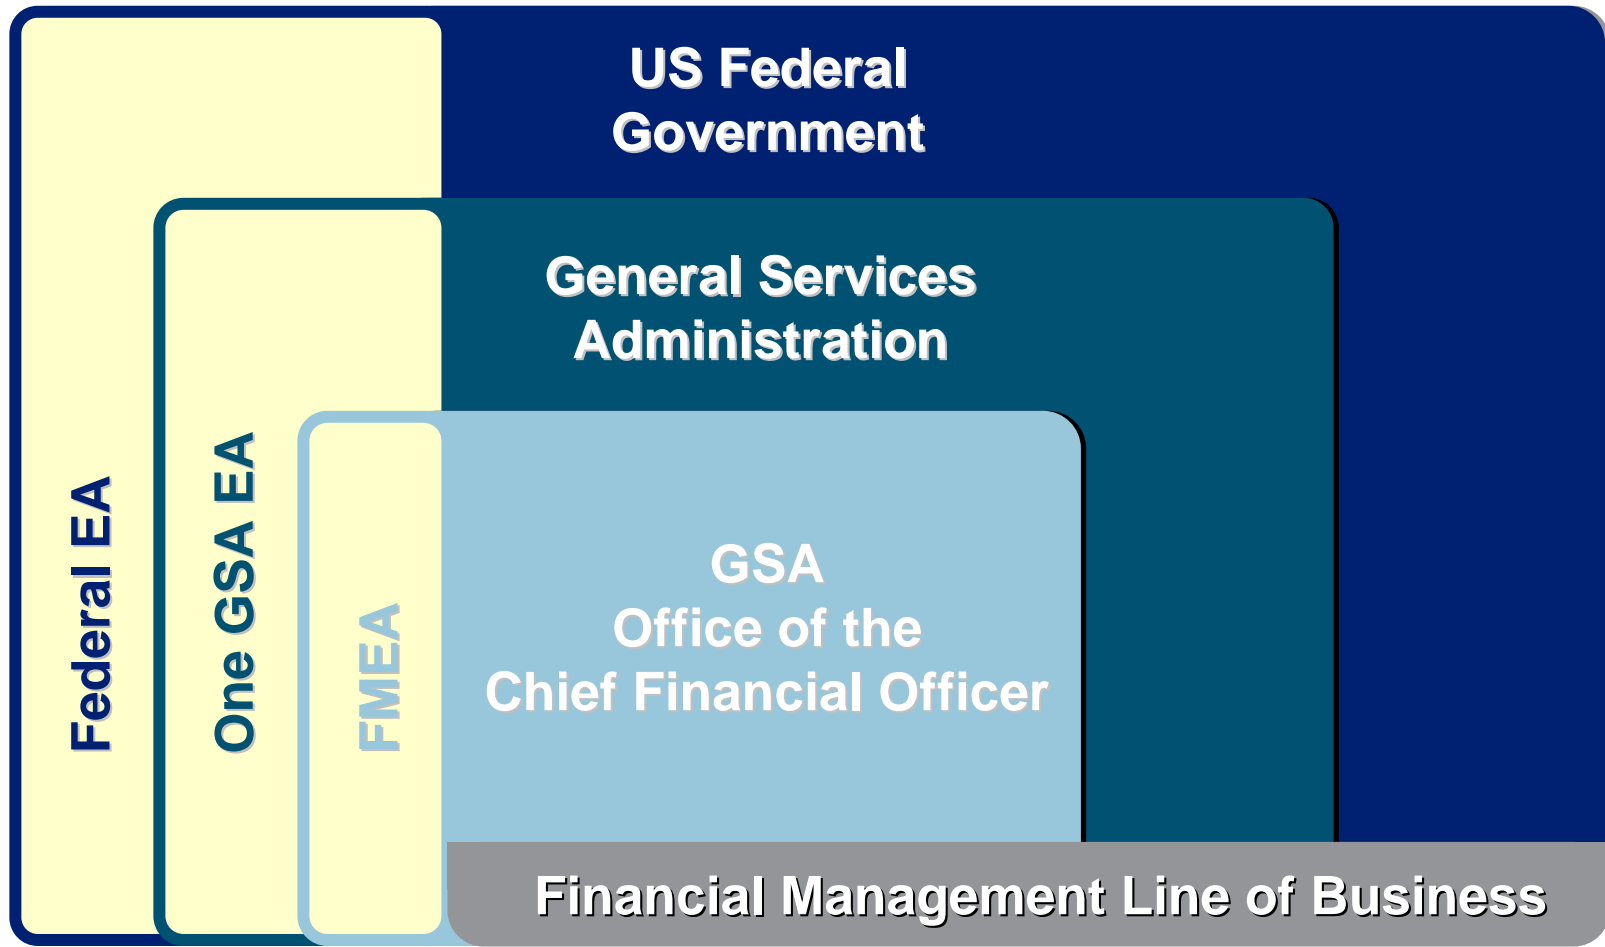 US Federal
Government
General Services
Administration
Federal EA
One GSA EA
FMEA
GSA
Office of the
Chief Financial Officer
Financial Management Line of Business